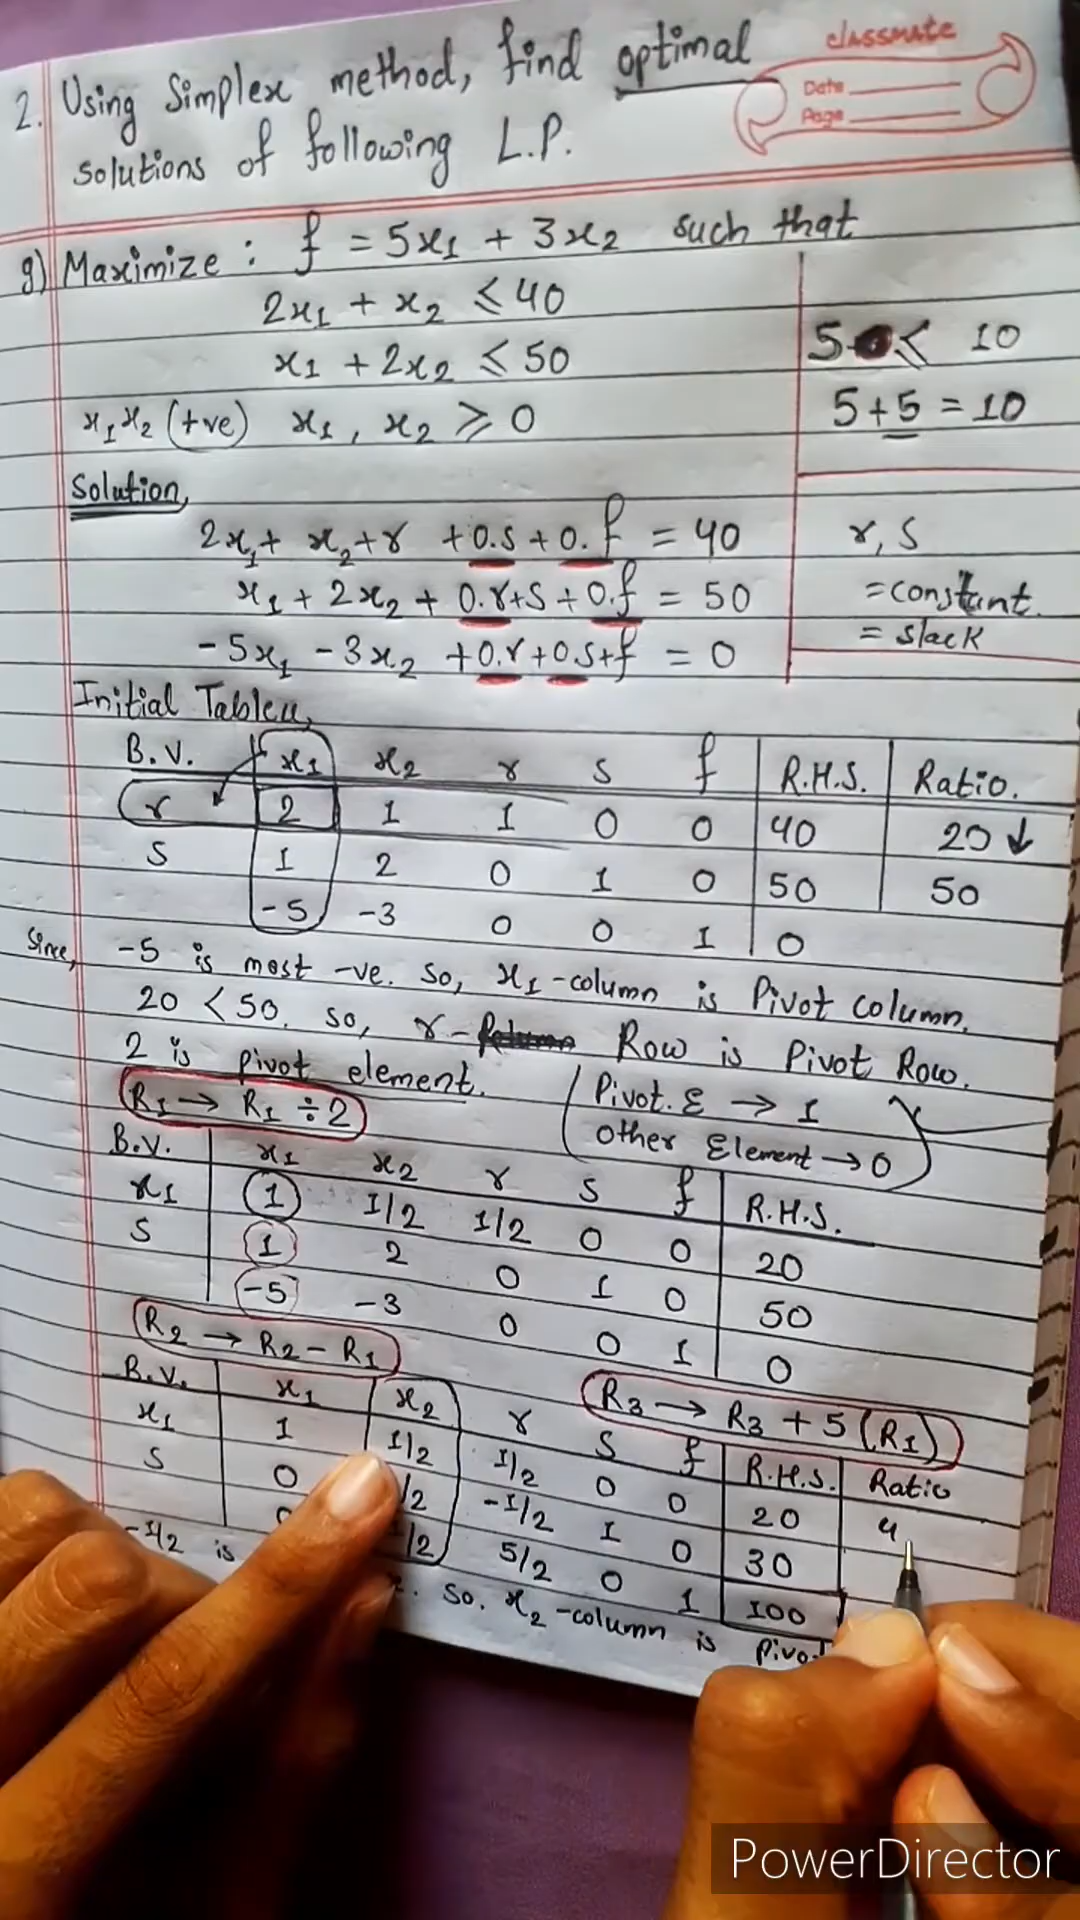 classmate
Date
Page
2. Using Simplex method, find optimal
solutions of following L.P.
g) Maximize : f = 5x1 + 3x2 such that
2x1 + x2 ≤ 40
x1 + 2x2 ≤ 50
x1 x2 (+ve) x1 , x2 ≥ 0
5 ≤ 10
5 + 5 = 10
Solution,
2x1 + x2 + r + 0.s + 0.f = 40
x1 + 2x2 + 0.r + s + 0.f = 50
-5x1 - 3x2 + 0.r + 0.s + f = 0
r, s
= constant.
= slack
Initial Tableu,
B.V. x1 x2 r s f R.H.S. Ratio.
r 2 1 1 0 0 40 20 ↓
s 1 2 0 1 0 50 50
-5 -3 0 0 1 0
Since, -5 is most -ve. So, x1-column is Pivot column.
20 < 50. so, r- Row is Pivot Row.
2 is pivot element.
Pivot. E → 1
other Element → 0
R1 → R1 ÷ 2
B.V. x1 x2 r s f R.H.S.
x1 1 1/2 1/2 0 0 20
s 1 2 0 1 0 50
-5 -3 0 0 1 0
R2 → R2 - R1
R3 → R3 + 5 (R1)
B.V. x1 x2 r s f R.H.S. Ratio
x1 1 1/2 1/2 0 0 20 4
s 0 /2 -1/2 1 0 30
/2 5/2 0 1 100
-1/2 is so. x2-column is Pivot
PowerDirector